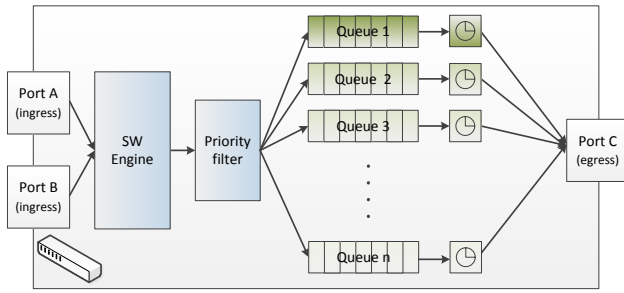 Queue 1
Port A
(ingress)
Queue 2
SW
Engine
Priority
filter
Queue 3
Port C
(egress)
Port B
(ingress)
Queue n